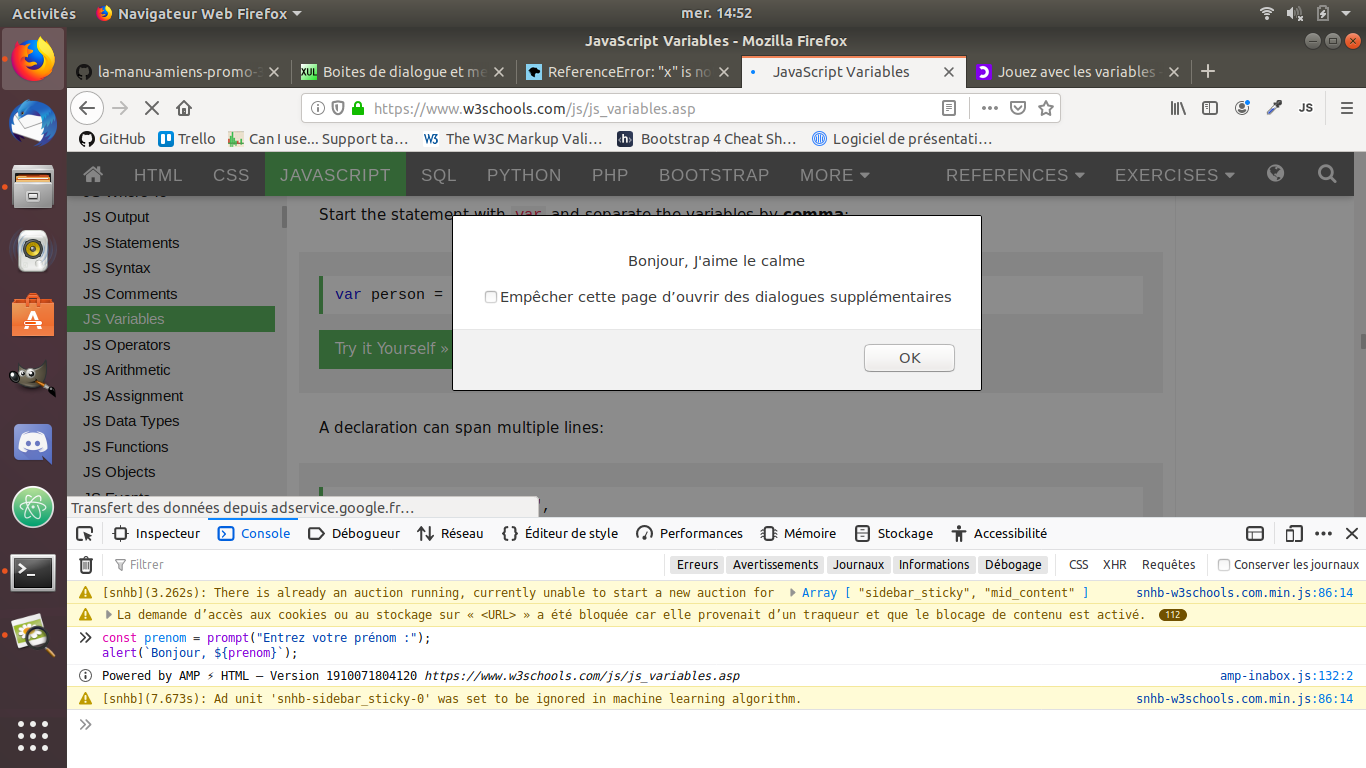 Activités Navigateur Web Firefox mer. 14:52
JavaScript Variables - Mozilla Firefox
la-manu-amiens-promo-3 XUL Boites de dialogue et me ReferenceError: "x" is no JavaScript Variables Jouez avec les variables -
https://www.w3schools.com/js/js_variables.asp JS
GitHub Trello Can I use... Support ta… W3 The W3C Markup Vali… Bootstrap 4 Cheat Sh… Logiciel de présentati…
HTML CSS JAVASCRIPT SQL PYTHON PHP BOOTSTRAP MORE REFERENCES EXERCISES
JS Output
JS Statements
JS Syntax
JS Comments
JS Variables
JS Operators
JS Arithmetic
JS Assignment
JS Data Types
JS Functions
JS Objects
JS Events
Start the statement with var and separate the variables by comma:
var person =
Try it Yourself »
A declaration can span multiple lines:
Bonjour, J'aime le calme
Empêcher cette page d’ouvrir des dialogues supplémentaires
OK
Transfert des données depuis adservice.google.fr…
Inspecteur Console Débogueur Réseau Éditeur de style Performances Mémoire Stockage Accessibilité
Filtrer Erreurs Avertissements Journaux Informations Débogage CSS XHR Requêtes Conserver les journaux
[snhb](3.262s): There is already an auction running, currently unable to start a new auction for Array [ "sidebar_sticky", "mid_content" ] snhb-w3schools.com.min.js:86:14
La demande d’accès aux cookies ou au stockage sur « <URL> » a été bloquée car elle provenait d’un traqueur et que le blocage de contenu est activé. 112
const prenom = prompt("Entrez votre prénom :");
alert(`Bonjour, ${prenom}`);
Powered by AMP ⚡ HTML — Version 1910071804120 https://www.w3schools.com/js/js_variables.asp amp-inabox.js:132:2
[snhb](7.673s): Ad unit 'snhb-sidebar_sticky-0' was set to be ignored in machine learning algorithm. snhb-w3schools.com.min.js:86:14